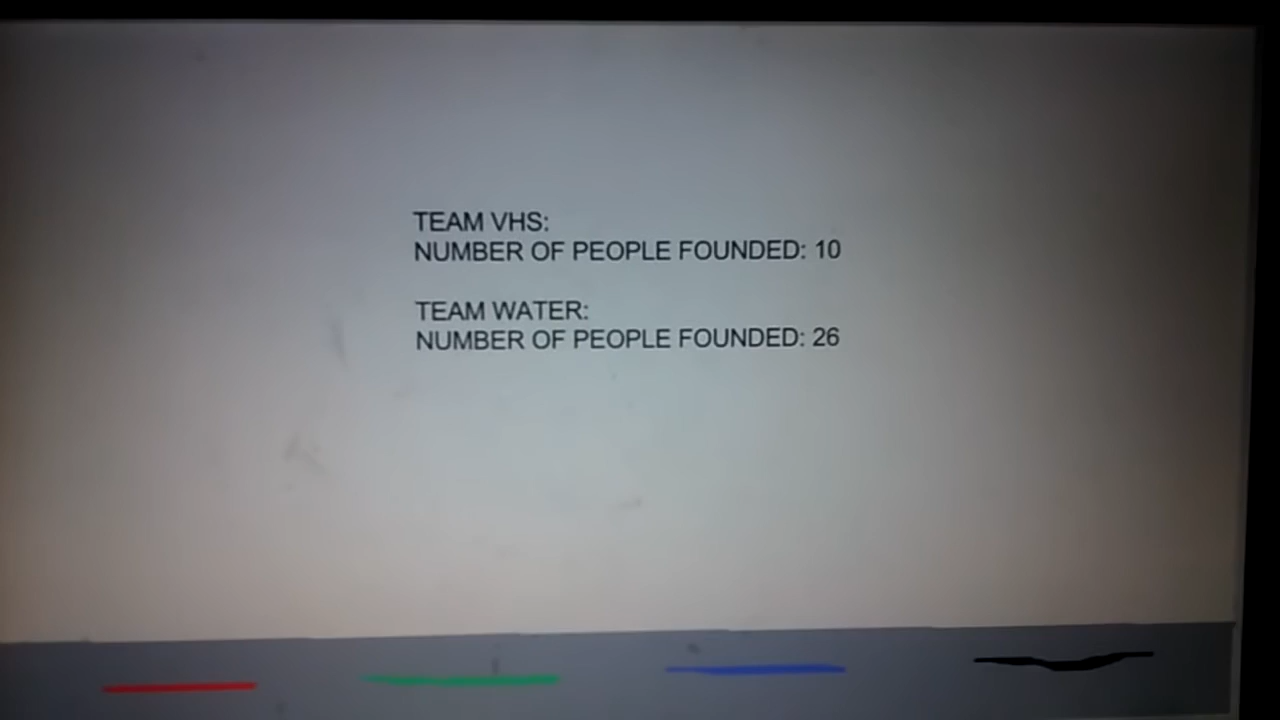 TEAM VHS:
NUMBER OF PEOPLE FOUNDED: 10
TEAM WATER:
NUMBER OF PEOPLE FOUNDED: 26